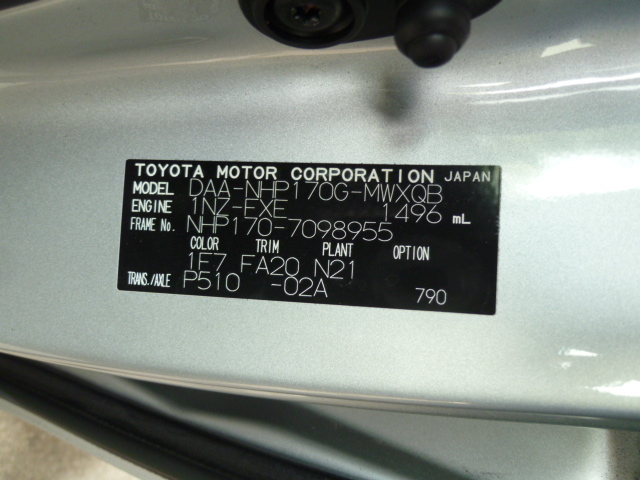 TOYOTA MOTOR CORPORATION JAPAN
MODEL DAA-NHP170G-MWXQB
ENGINE 1NZ-FXE 1496 mL
FRAME No. NHP170-7098955
COLOR TRIM PLANT OPTION
1F7 FA20 N21
TRANS./AXLE P510 -02A 790